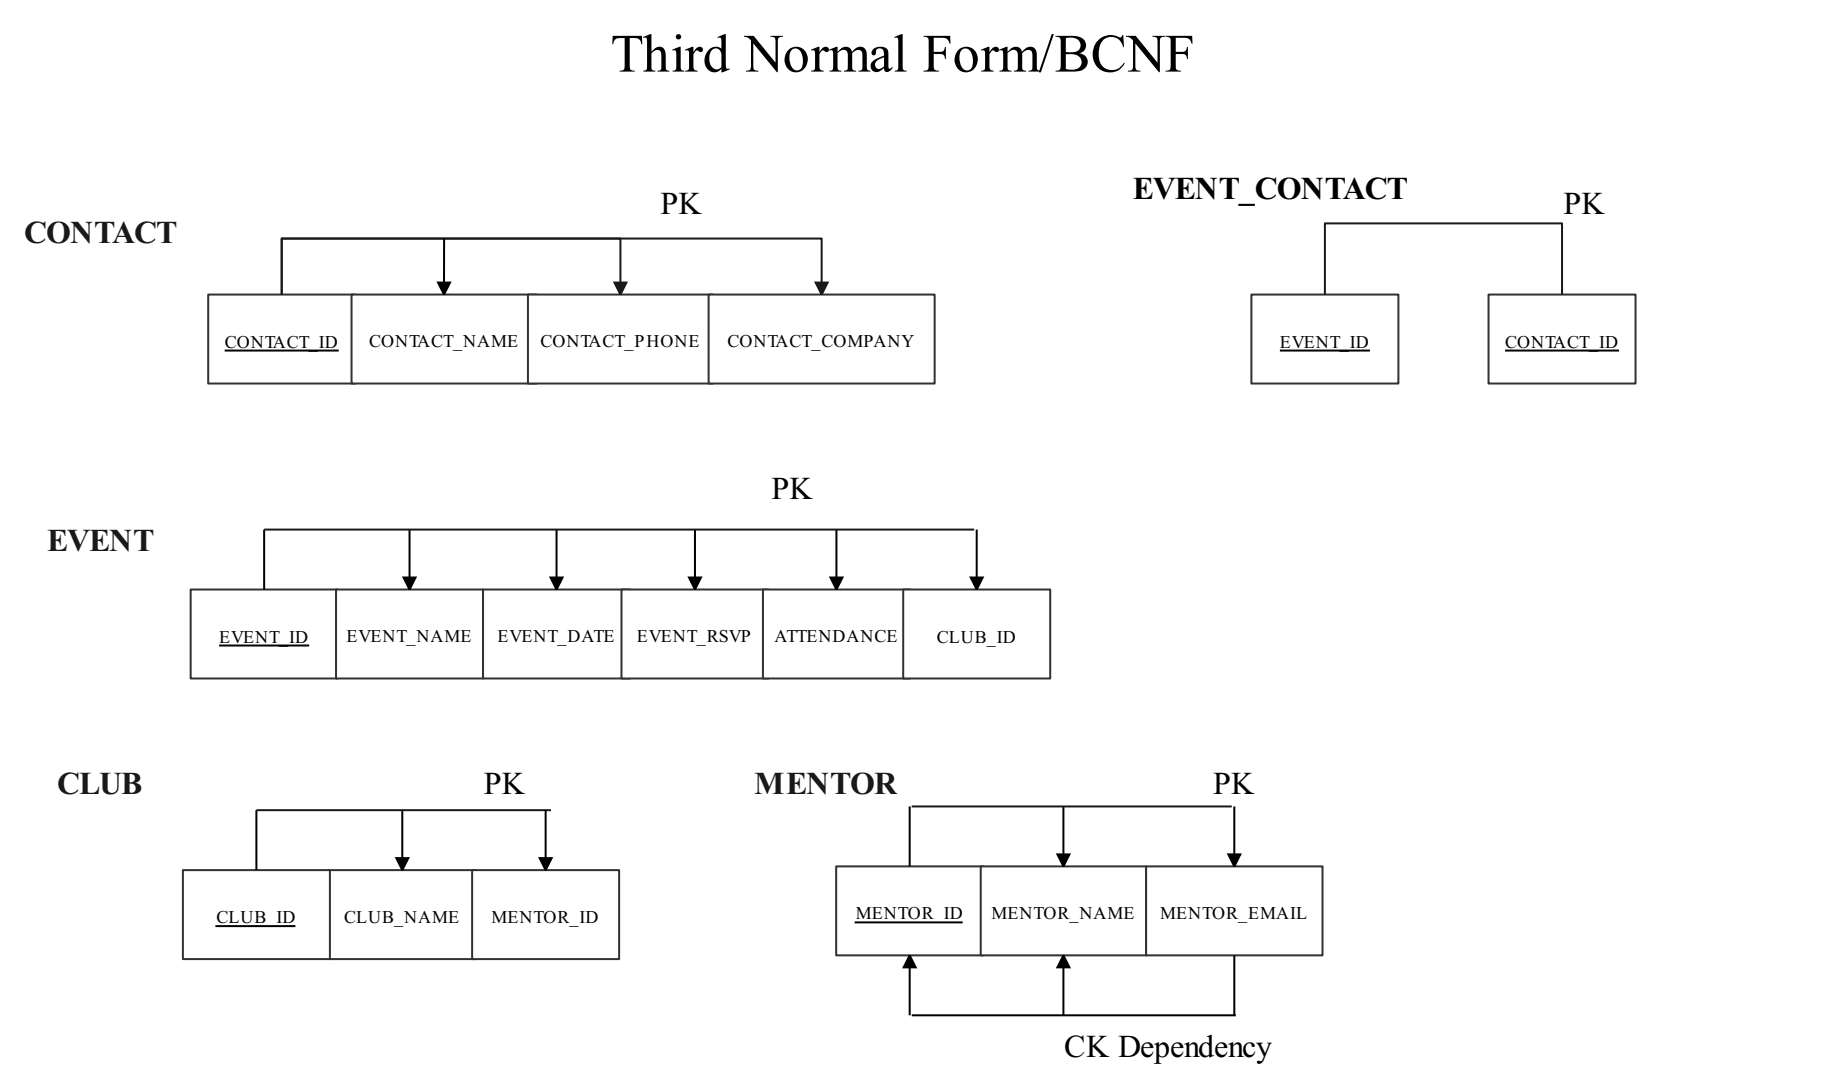 Third Normal Form/BCNF
CONTACT
PK
CONTACT_ID CONTACT_NAME CONTACT_PHONE CONTACT_COMPANY
EVENT_CONTACT
PK
EVENT_ID CONTACT_ID
EVENT
PK
EVENT_ID EVENT_NAME EVENT_DATE EVENT_RSVP ATTENDANCE CLUB_ID
CLUB
PK
CLUB_ID CLUB_NAME MENTOR_ID
MENTOR
PK
MENTOR_ID MENTOR_NAME MENTOR_EMAIL
CK Dependency